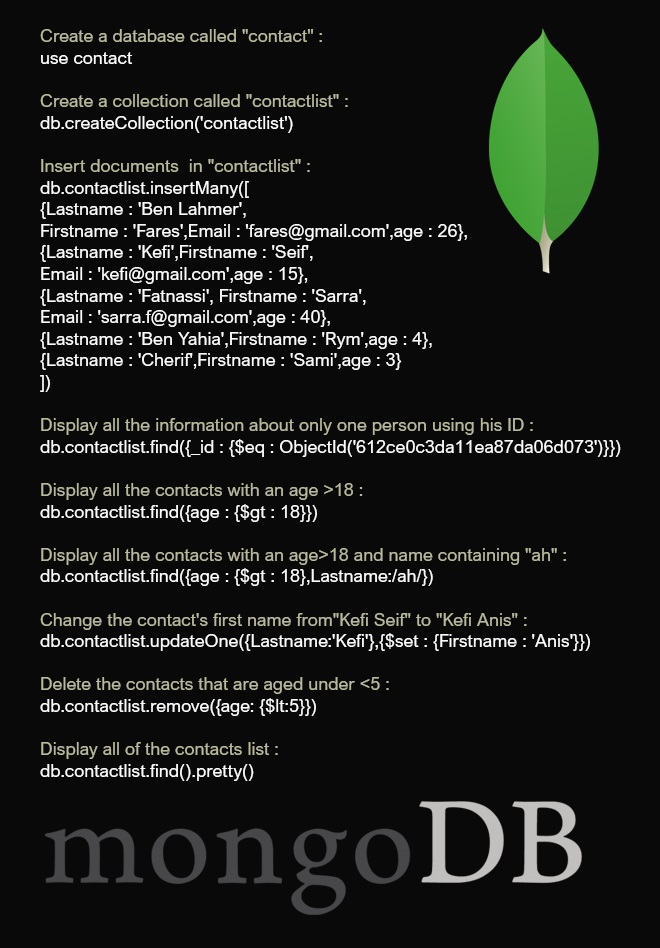 Create a database called "contact" :
use contact
Create a collection called "contactlist" :
db.createCollection('contactlist')
Insert documents  in "contactlist" :
db.contactlist.insertMany([
{Lastname : 'Ben Lahmer',
Firstname : 'Fares',Email : 'fares@gmail.com',age : 26},
{Lastname : 'Kefi',Firstname : 'Seif',
Email : 'kefi@gmail.com',age : 15},
{Lastname : 'Fatnassi', Firstname : 'Sarra',
Email : 'sarra.f@gmail.com',age : 40},
{Lastname : 'Ben Yahia',Firstname : 'Rym',age : 4},
{Lastname : 'Cherif',Firstname : 'Sami',age : 3}
])
Display all the information about only one person using his ID :
db.contactlist.find({_id : {$eq : ObjectId('612ce0c3da11ea87da06d073')}})
Display all the contacts with an age >18 :
db.contactlist.find({age : {$gt : 18}})
Display all the contacts with an age>18 and name containing "ah" :
db.contactlist.find({age : {$gt : 18},Lastname:/ah/})
Change the contact's first name from"Kefi Seif" to "Kefi Anis" :
db.contactlist.updateOne({Lastname:'Kefi'},{$set : {Firstname : 'Anis'}})
Delete the contacts that are aged under <5 :
db.contactlist.remove({age: {$lt:5}})
Display all of the contacts list :
db.contactlist.find().pretty()
mongoDB